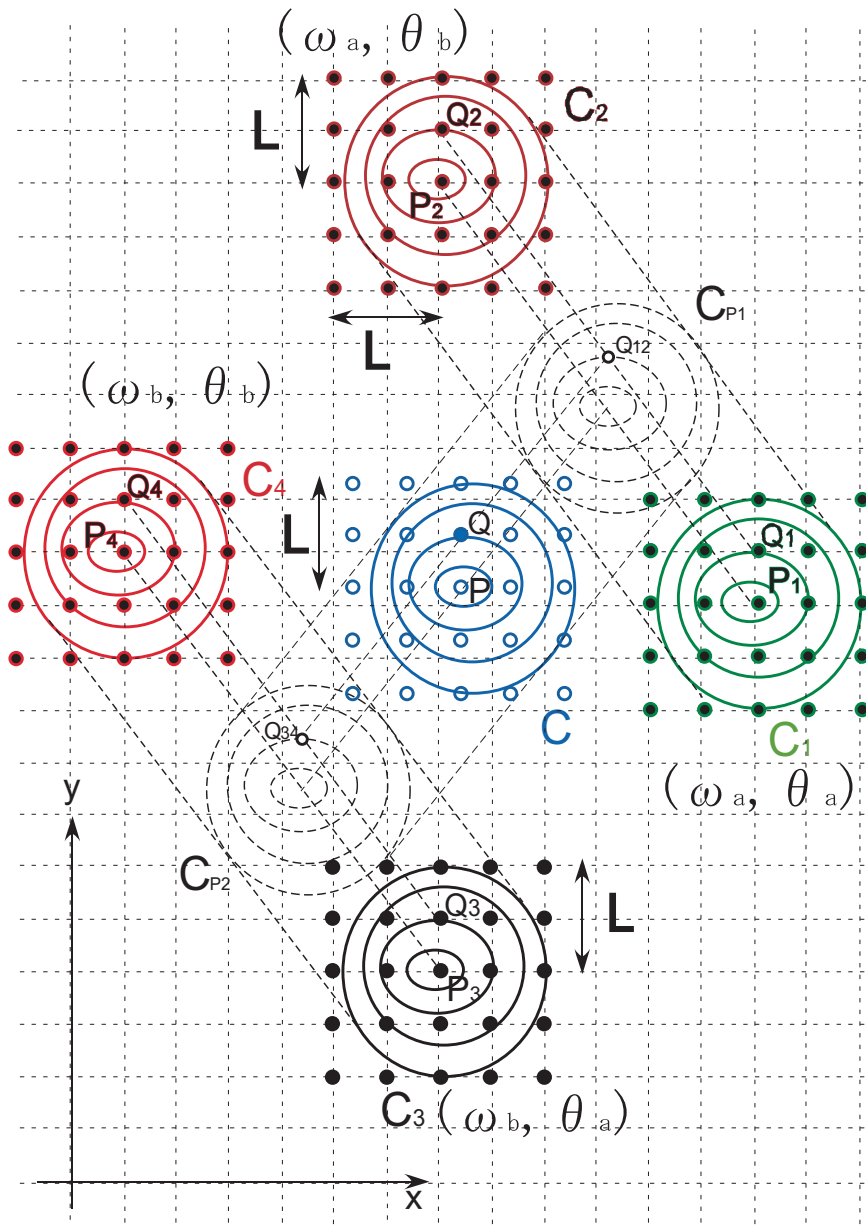 (ω a, θ b)
C2
Q2
L
P2
CP1
L
Q12
(ω b, θ b)
C4
Q4
P4
L
Q
P
Q1
P1
C
C1
Q34
(ω a, θ a)
y
CP2
Q3
L
P3
C3 (ω b, θ a)
x